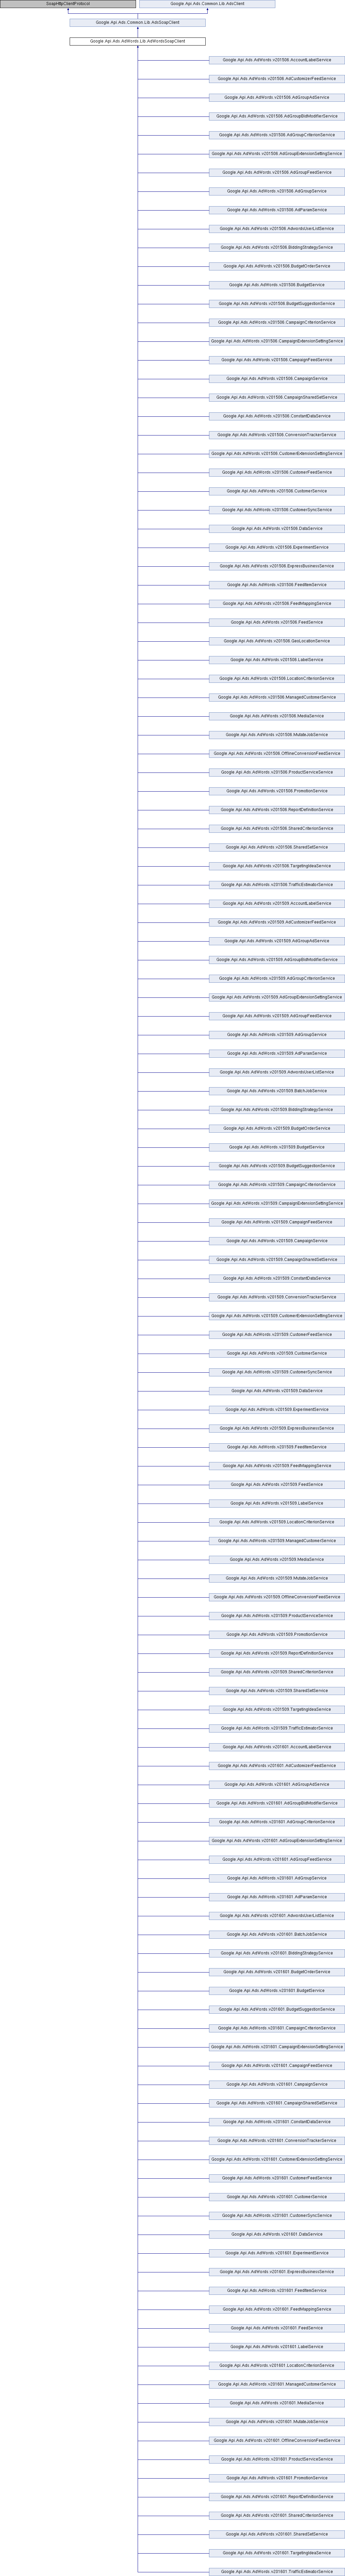 SoapHttpClientProtocol
Google.Api.Ads.Common.Lib.AdsClient
Google.Api.Ads.Common.Lib.AdsSoapClient
Google.Api.Ads.AdWords.Lib.AdWordsSoapClient
Google.Api.Ads.AdWords.v201506.AccountLabelService
Google.Api.Ads.AdWords.v201506.AdCustomizerFeedService
Google.Api.Ads.AdWords.v201506.AdGroupAdService
Google.Api.Ads.AdWords.v201506.AdGroupBidModifierService
Google.Api.Ads.AdWords.v201506.AdGroupCriterionService
Google.Api.Ads.AdWords.v201506.AdGroupExtensionSettingService
Google.Api.Ads.AdWords.v201506.AdGroupFeedService
Google.Api.Ads.AdWords.v201506.AdGroupService
Google.Api.Ads.AdWords.v201506.AdParamService
Google.Api.Ads.AdWords.v201506.AdwordsUserListService
Google.Api.Ads.AdWords.v201506.BiddingStrategyService
Google.Api.Ads.AdWords.v201506.BudgetOrderService
Google.Api.Ads.AdWords.v201506.BudgetService
Google.Api.Ads.AdWords.v201506.BudgetSuggestionService
Google.Api.Ads.AdWords.v201506.CampaignCriterionService
Google.Api.Ads.AdWords.v201506.CampaignExtensionSettingService
Google.Api.Ads.AdWords.v201506.CampaignFeedService
Google.Api.Ads.AdWords.v201506.CampaignService
Google.Api.Ads.AdWords.v201506.CampaignSharedSetService
Google.Api.Ads.AdWords.v201506.ConstantDataService
Google.Api.Ads.AdWords.v201506.ConversionTrackerService
Google.Api.Ads.AdWords.v201506.CustomerExtensionSettingService
Google.Api.Ads.AdWords.v201506.CustomerFeedService
Google.Api.Ads.AdWords.v201506.CustomerService
Google.Api.Ads.AdWords.v201506.CustomerSyncService
Google.Api.Ads.AdWords.v201506.DataService
Google.Api.Ads.AdWords.v201506.ExperimentService
Google.Api.Ads.AdWords.v201506.ExpressBusinessService
Google.Api.Ads.AdWords.v201506.FeedItemService
Google.Api.Ads.AdWords.v201506.FeedMappingService
Google.Api.Ads.AdWords.v201506.FeedService
Google.Api.Ads.AdWords.v201506.GeoLocationService
Google.Api.Ads.AdWords.v201506.LabelService
Google.Api.Ads.AdWords.v201506.LocationCriterionService
Google.Api.Ads.AdWords.v201506.ManagedCustomerService
Google.Api.Ads.AdWords.v201506.MediaService
Google.Api.Ads.AdWords.v201506.MutateJobService
Google.Api.Ads.AdWords.v201506.OfflineConversionFeedService
Google.Api.Ads.AdWords.v201506.ProductServiceService
Google.Api.Ads.AdWords.v201506.PromotionService
Google.Api.Ads.AdWords.v201506.ReportDefinitionService
Google.Api.Ads.AdWords.v201506.SharedCriterionService
Google.Api.Ads.AdWords.v201506.SharedSetService
Google.Api.Ads.AdWords.v201506.TargetingIdeaService
Google.Api.Ads.AdWords.v201506.TrafficEstimatorService
Google.Api.Ads.AdWords.v201509.AccountLabelService
Google.Api.Ads.AdWords.v201509.AdCustomizerFeedService
Google.Api.Ads.AdWords.v201509.AdGroupAdService
Google.Api.Ads.AdWords.v201509.AdGroupBidModifierService
Google.Api.Ads.AdWords.v201509.AdGroupCriterionService
Google.Api.Ads.AdWords.v201509.AdGroupExtensionSettingService
Google.Api.Ads.AdWords.v201509.AdGroupFeedService
Google.Api.Ads.AdWords.v201509.AdGroupService
Google.Api.Ads.AdWords.v201509.AdParamService
Google.Api.Ads.AdWords.v201509.AdwordsUserListService
Google.Api.Ads.AdWords.v201509.BatchJobService
Google.Api.Ads.AdWords.v201509.BiddingStrategyService
Google.Api.Ads.AdWords.v201509.BudgetOrderService
Google.Api.Ads.AdWords.v201509.BudgetService
Google.Api.Ads.AdWords.v201509.BudgetSuggestionService
Google.Api.Ads.AdWords.v201509.CampaignCriterionService
Google.Api.Ads.AdWords.v201509.CampaignExtensionSettingService
Google.Api.Ads.AdWords.v201509.CampaignFeedService
Google.Api.Ads.AdWords.v201509.CampaignService
Google.Api.Ads.AdWords.v201509.CampaignSharedSetService
Google.Api.Ads.AdWords.v201509.ConstantDataService
Google.Api.Ads.AdWords.v201509.ConversionTrackerService
Google.Api.Ads.AdWords.v201509.CustomerExtensionSettingService
Google.Api.Ads.AdWords.v201509.CustomerFeedService
Google.Api.Ads.AdWords.v201509.CustomerService
Google.Api.Ads.AdWords.v201509.CustomerSyncService
Google.Api.Ads.AdWords.v201509.DataService
Google.Api.Ads.AdWords.v201509.ExperimentService
Google.Api.Ads.AdWords.v201509.ExpressBusinessService
Google.Api.Ads.AdWords.v201509.FeedItemService
Google.Api.Ads.AdWords.v201509.FeedMappingService
Google.Api.Ads.AdWords.v201509.FeedService
Google.Api.Ads.AdWords.v201509.LabelService
Google.Api.Ads.AdWords.v201509.LocationCriterionService
Google.Api.Ads.AdWords.v201509.ManagedCustomerService
Google.Api.Ads.AdWords.v201509.MediaService
Google.Api.Ads.AdWords.v201509.MutateJobService
Google.Api.Ads.AdWords.v201509.OfflineConversionFeedService
Google.Api.Ads.AdWords.v201509.ProductServiceService
Google.Api.Ads.AdWords.v201509.PromotionService
Google.Api.Ads.AdWords.v201509.ReportDefinitionService
Google.Api.Ads.AdWords.v201509.SharedCriterionService
Google.Api.Ads.AdWords.v201509.SharedSetService
Google.Api.Ads.AdWords.v201509.TargetingIdeaService
Google.Api.Ads.AdWords.v201509.TrafficEstimatorService
Google.Api.Ads.AdWords.v201601.AccountLabelService
Google.Api.Ads.AdWords.v201601.AdCustomizerFeedService
Google.Api.Ads.AdWords.v201601.AdGroupAdService
Google.Api.Ads.AdWords.v201601.AdGroupBidModifierService
Google.Api.Ads.AdWords.v201601.AdGroupCriterionService
Google.Api.Ads.AdWords.v201601.AdGroupExtensionSettingService
Google.Api.Ads.AdWords.v201601.AdGroupFeedService
Google.Api.Ads.AdWords.v201601.AdGroupService
Google.Api.Ads.AdWords.v201601.AdParamService
Google.Api.Ads.AdWords.v201601.AdwordsUserListService
Google.Api.Ads.AdWords.v201601.BatchJobService
Google.Api.Ads.AdWords.v201601.BiddingStrategyService
Google.Api.Ads.AdWords.v201601.BudgetOrderService
Google.Api.Ads.AdWords.v201601.BudgetService
Google.Api.Ads.AdWords.v201601.BudgetSuggestionService
Google.Api.Ads.AdWords.v201601.CampaignCriterionService
Google.Api.Ads.AdWords.v201601.CampaignExtensionSettingService
Google.Api.Ads.AdWords.v201601.CampaignFeedService
Google.Api.Ads.AdWords.v201601.CampaignService
Google.Api.Ads.AdWords.v201601.CampaignSharedSetService
Google.Api.Ads.AdWords.v201601.ConstantDataService
Google.Api.Ads.AdWords.v201601.ConversionTrackerService
Google.Api.Ads.AdWords.v201601.CustomerExtensionSettingService
Google.Api.Ads.AdWords.v201601.CustomerFeedService
Google.Api.Ads.AdWords.v201601.CustomerService
Google.Api.Ads.AdWords.v201601.CustomerSyncService
Google.Api.Ads.AdWords.v201601.DataService
Google.Api.Ads.AdWords.v201601.ExperimentService
Google.Api.Ads.AdWords.v201601.ExpressBusinessService
Google.Api.Ads.AdWords.v201601.FeedItemService
Google.Api.Ads.AdWords.v201601.FeedMappingService
Google.Api.Ads.AdWords.v201601.FeedService
Google.Api.Ads.AdWords.v201601.LabelService
Google.Api.Ads.AdWords.v201601.LocationCriterionService
Google.Api.Ads.AdWords.v201601.ManagedCustomerService
Google.Api.Ads.AdWords.v201601.MediaService
Google.Api.Ads.AdWords.v201601.MutateJobService
Google.Api.Ads.AdWords.v201601.OfflineConversionFeedService
Google.Api.Ads.AdWords.v201601.ProductServiceService
Google.Api.Ads.AdWords.v201601.PromotionService
Google.Api.Ads.AdWords.v201601.ReportDefinitionService
Google.Api.Ads.AdWords.v201601.SharedCriterionService
Google.Api.Ads.AdWords.v201601.SharedSetService
Google.Api.Ads.AdWords.v201601.TargetingIdeaService
Google.Api.Ads.AdWords.v201601.TrafficEstimatorService